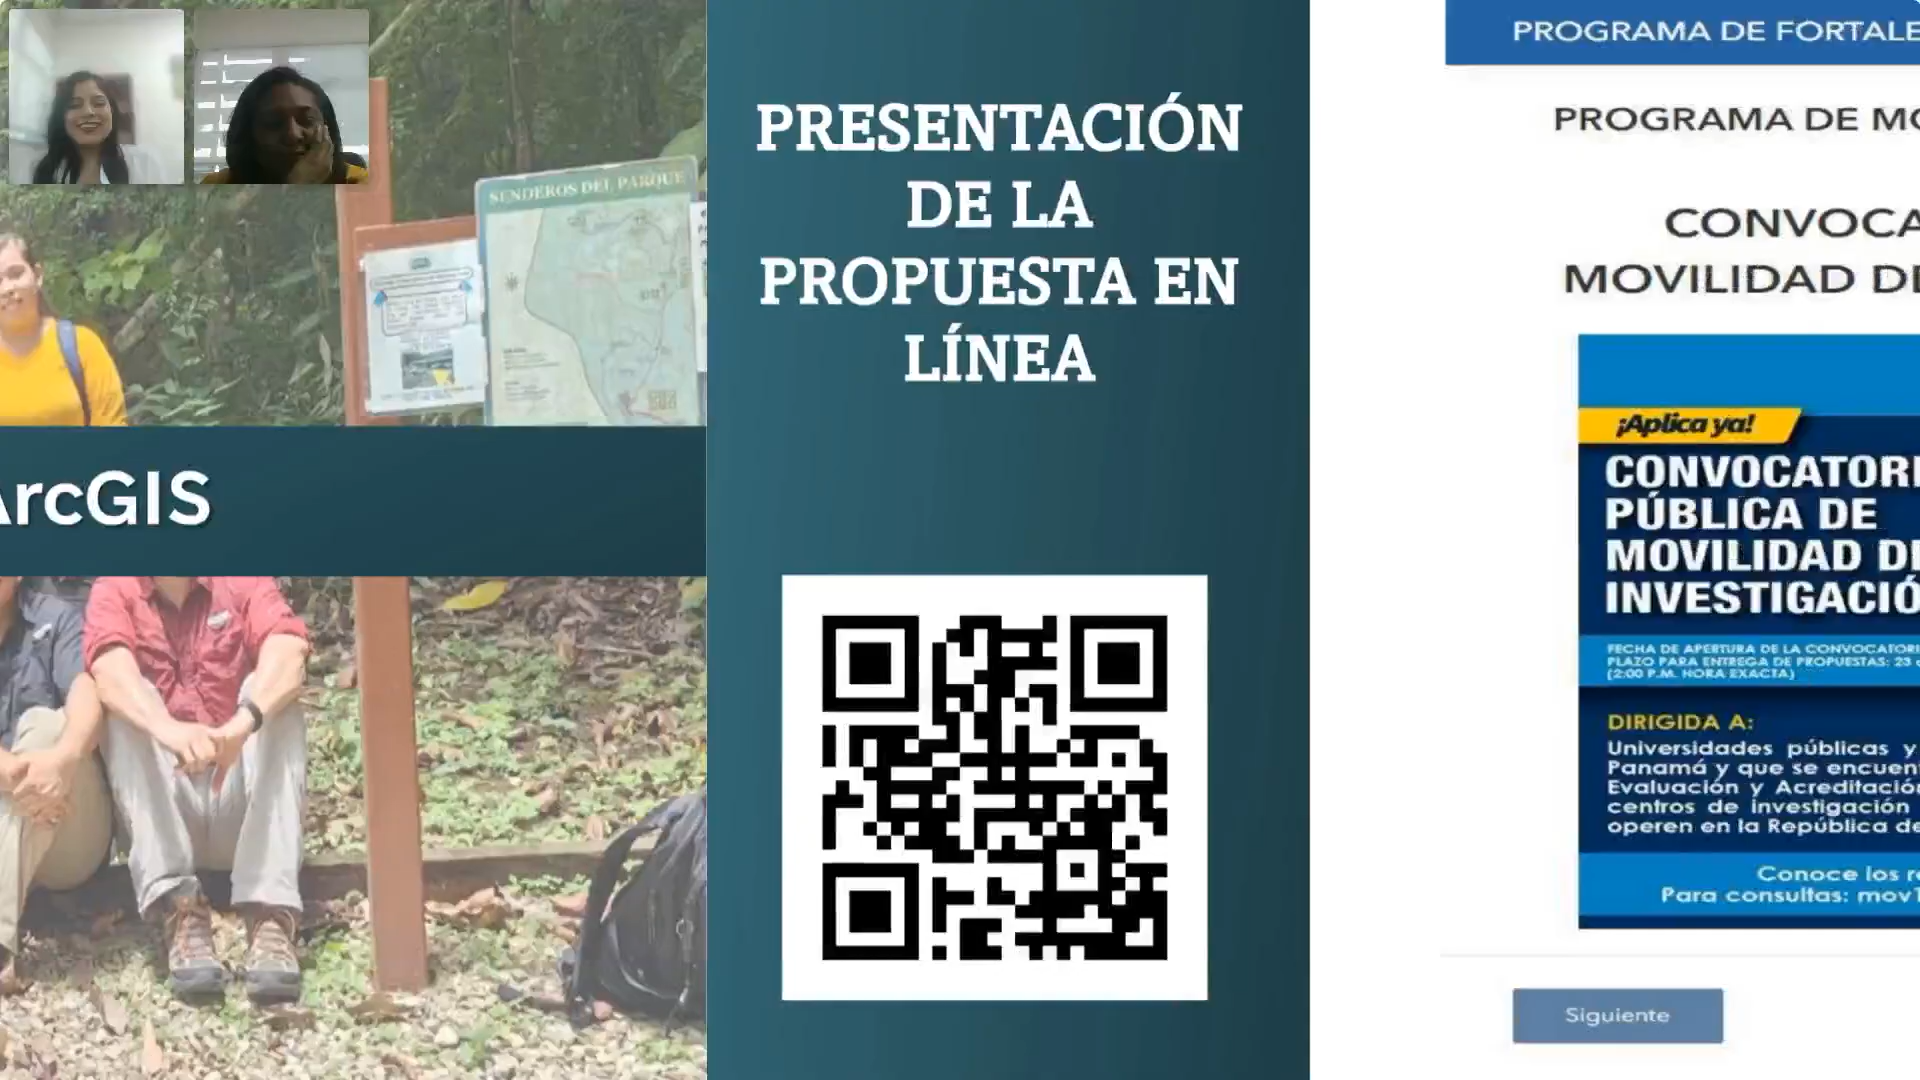 SENDEROS DEL PARQUE
ArcGIS
PRESENTACIÓN
DE LA
PROPUESTA EN
LÍNEA
PROGRAMA DE FORTALE
PROGRAMA DE MO
CONVOCA
MOVILIDAD DE
¡Aplica ya!
CONVOCATORI
PÚBLICA DE
MOVILIDAD DE
INVESTIGACIÓ
FECHA DE APERTURA DE LA CONVOCATORI
PLAZO PARA ENTREGA DE PROPUESTAS: 23
(2:00 P.M. HORA EXACTA)
DIRIGIDA A:
Universidades públicas y
Panamá y que se encuen
Evaluación y Acreditació
centros de investigación
operen en la República de
Conoce los re
Para consultas: mov1
Siguiente